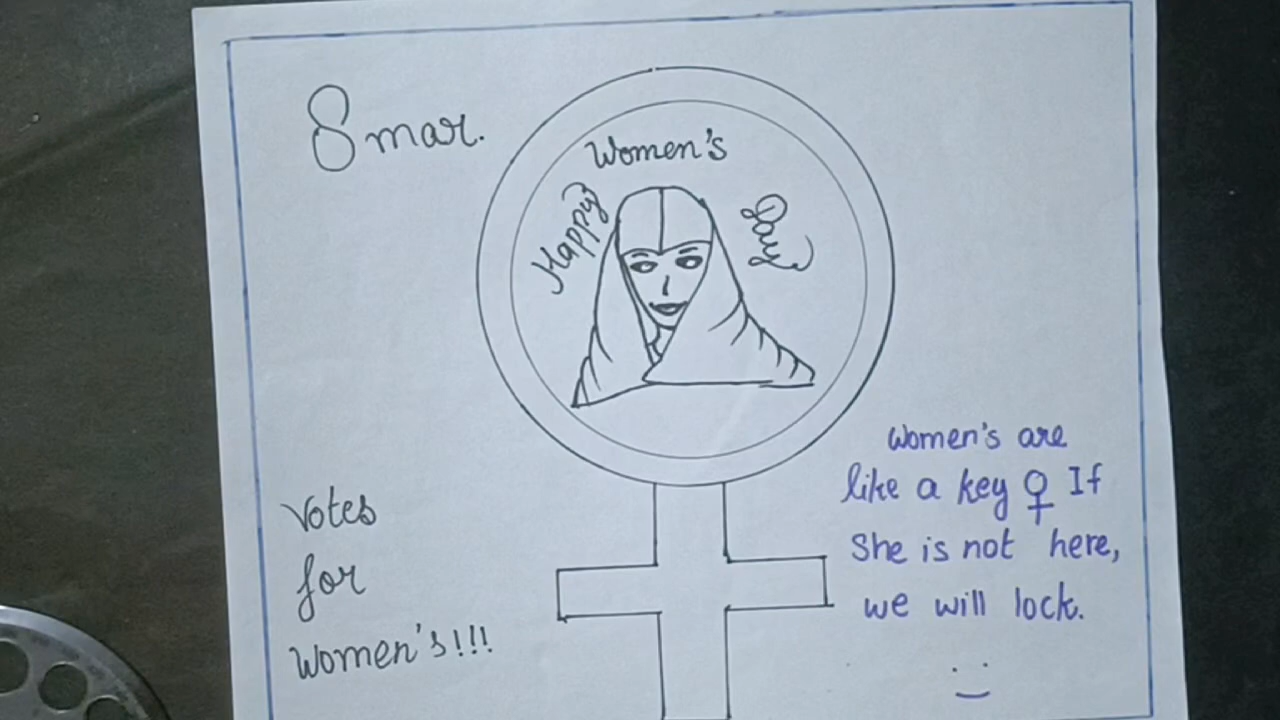 8 mar.
Happy Women's Day
Votes
for
Women's!!!
Women's are
like a key ♀ If
She is not here,
we will lock.